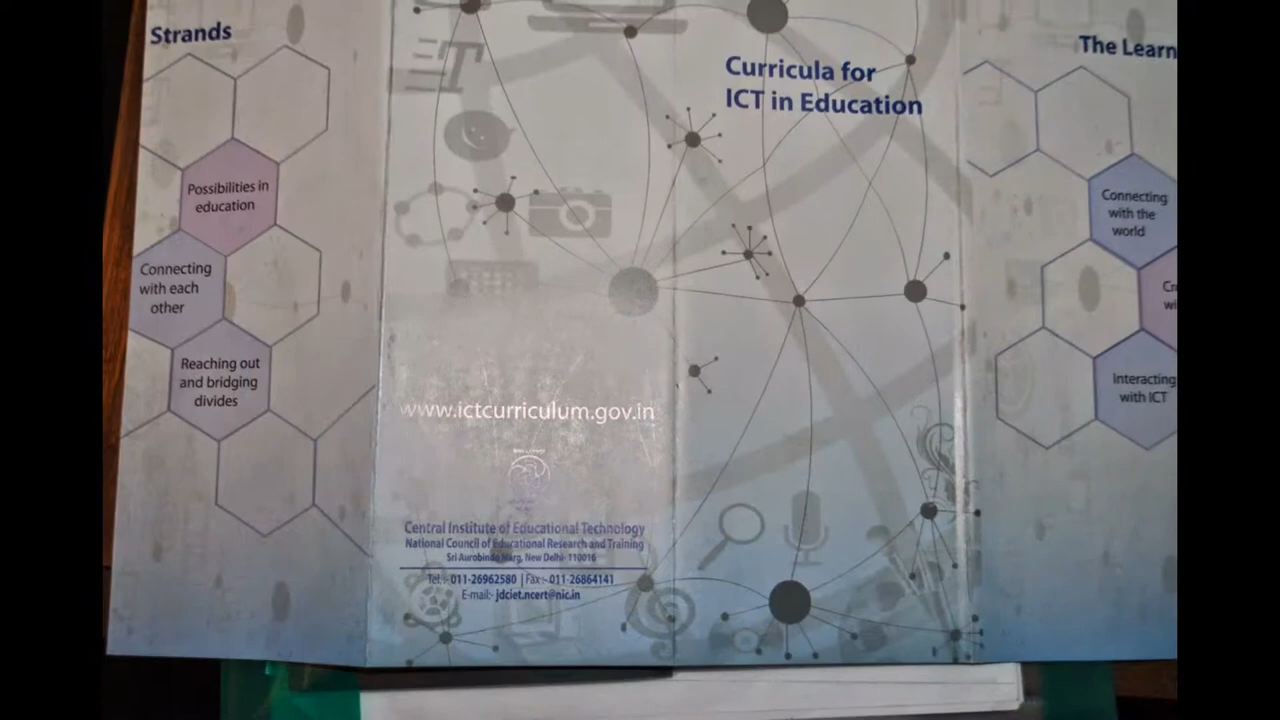 Strands
Possibilities in
education
Connecting
with each
other
Reaching out
and bridging
divides
www.ictcurriculum.gov.in
Central Institute of Educational Technology
National Council of Educational Research and Training
Sri Aurobindo Marg, New Delhi- 110016
Tel.:- 011-26962580 | Fax:- 011-26864141
E-mail:- jdciet.ncert@nic.in
Curricula for
ICT in Education
The Learn
Connecting
with the
world
Interacting
with ICT